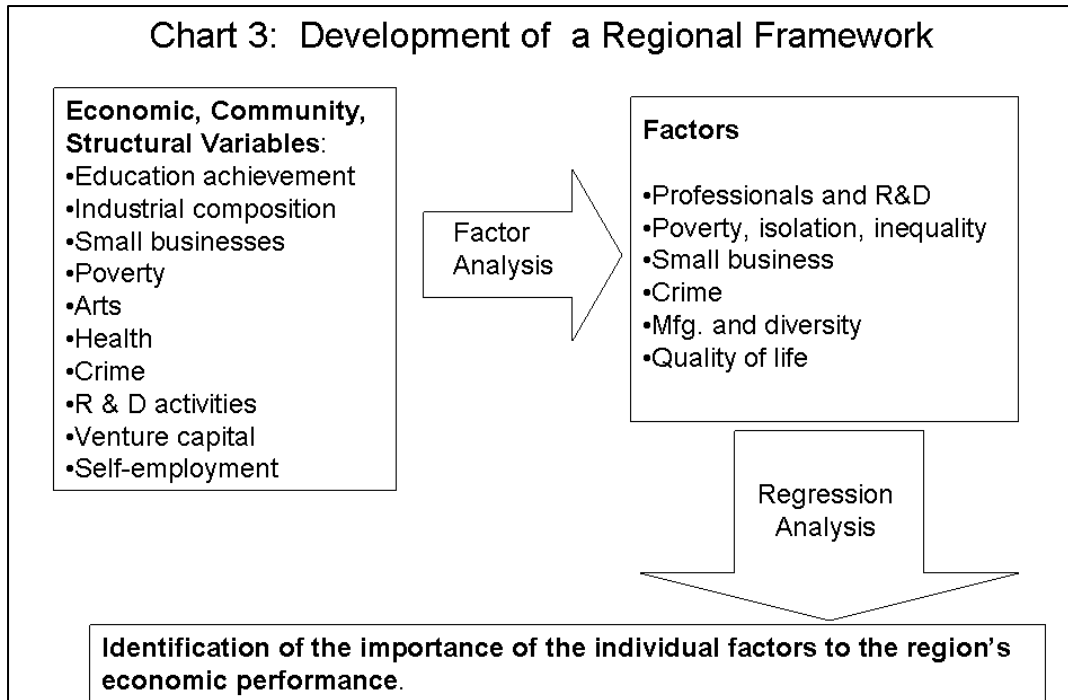 Chart 3:  Development of  a Regional Framework
Economic, Community,
Structural Variables:
•Education achievement
•Industrial composition
•Small businesses
•Poverty
•Arts
•Health
•Crime
•R & D activities
•Venture capital
•Self-employment
Factor
Analysis
Factors
•Professionals and R&D
•Poverty, isolation, inequality
•Small business
•Crime
•Mfg. and diversity
•Quality of life
Regression
Analysis
Identification of the importance of the individual factors to the region's
economic performance.